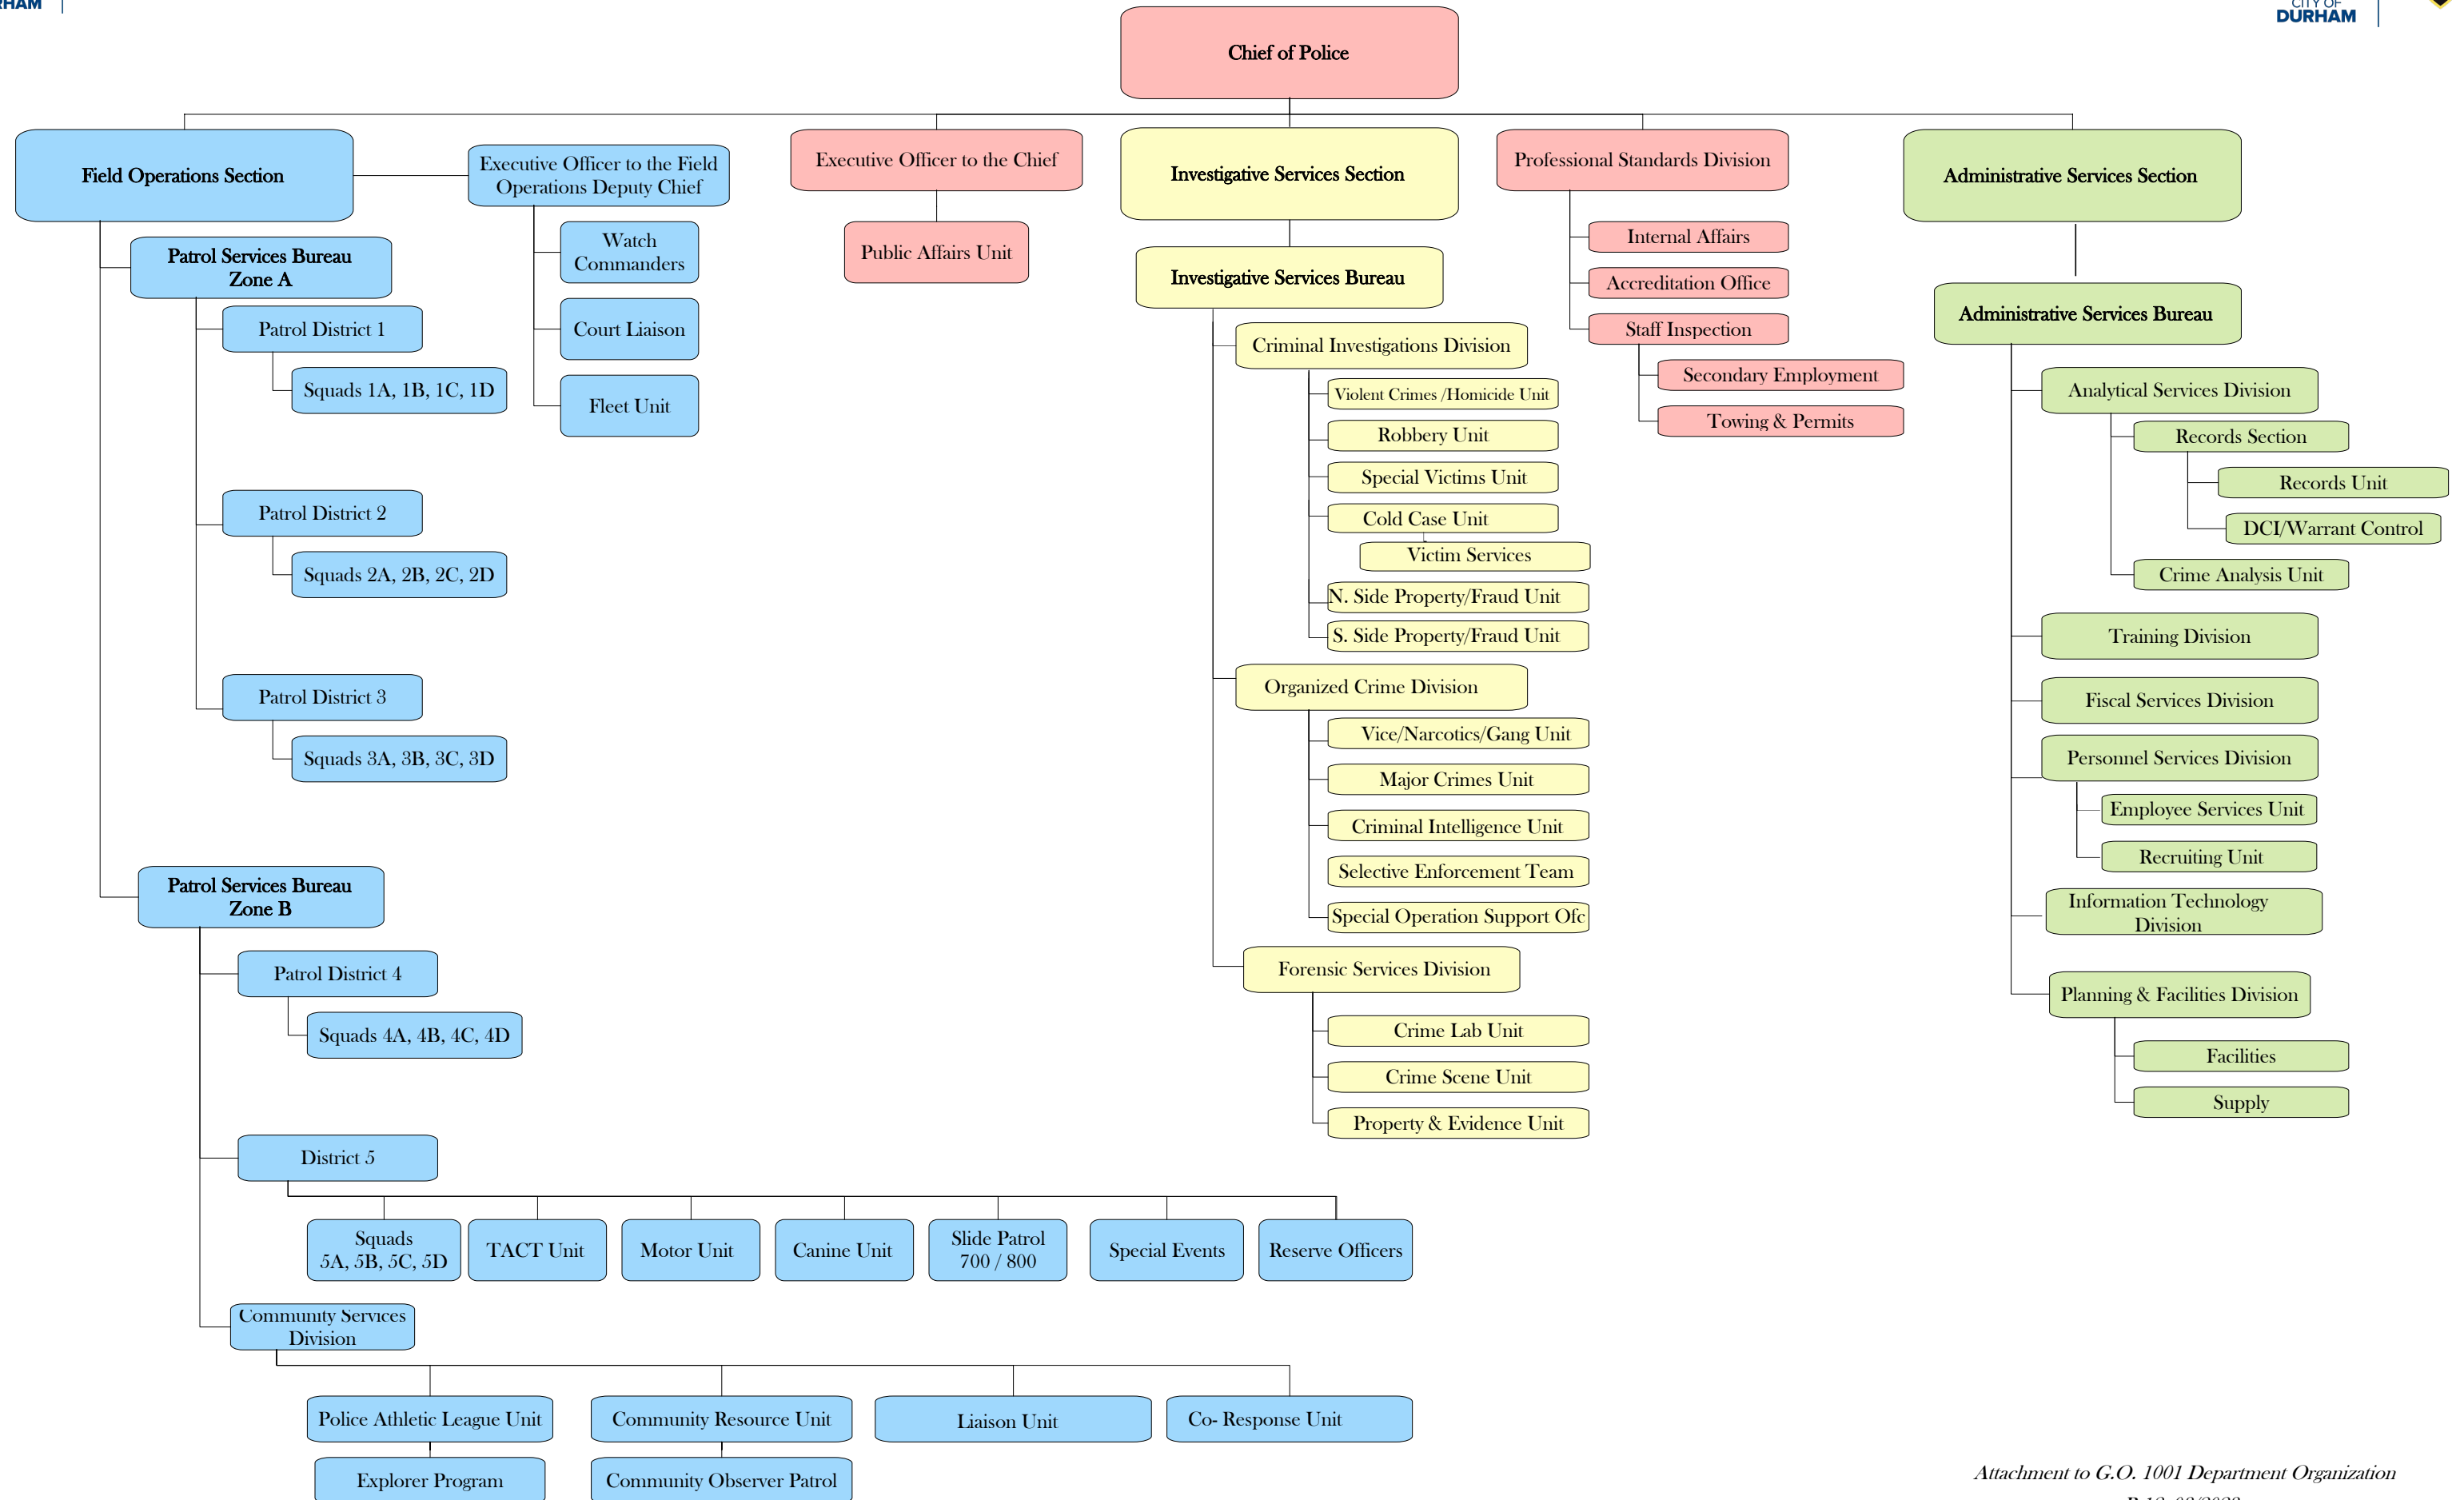 CITY OF
DURHAM
Chief of Police
Field Operations Section
Executive Officer to the Field
Operations Deputy Chief
Watch
Commanders
Court Liaison
Fleet Unit
Patrol Services Bureau
Zone A
Patrol District 1
Squads 1A, 1B, 1C, 1D
Patrol District 2
Squads 2A, 2B, 2C, 2D
Patrol District 3
Squads 3A, 3B, 3C, 3D
Patrol Services Bureau
Zone B
Patrol District 4
Squads 4A, 4B, 4C, 4D
District 5
Squads
5A, 5B, 5C, 5D
TACT Unit
Motor Unit
Canine Unit
Slide Patrol
700 / 800
Special Events
Reserve Officers
Community Services
Division
Police Athletic League Unit
Explorer Program
Community Resource Unit
Community Observer Patrol
Liaison Unit
Co- Response Unit
Executive Officer to the Chief
Public Affairs Unit
Investigative Services Section
Investigative Services Bureau
Criminal Investigations Division
Violent Crimes /Homicide Unit
Robbery Unit
Special Victims Unit
Cold Case Unit
Victim Services
N. Side Property/Fraud Unit
S. Side Property/Fraud Unit
Organized Crime Division
Vice/Narcotics/Gang Unit
Major Crimes Unit
Criminal Intelligence Unit
Selective Enforcement Team
Special Operation Support Ofc
Forensic Services Division
Crime Lab Unit
Crime Scene Unit
Property & Evidence Unit
Professional Standards Division
Internal Affairs
Accreditation Office
Staff Inspection
Secondary Employment
Towing & Permits
Administrative Services Section
Administrative Services Bureau
Analytical Services Division
Records Section
Records Unit
DCI/Warrant Control
Crime Analysis Unit
Training Division
Fiscal Services Division
Personnel Services Division
Employee Services Unit
Recruiting Unit
Information Technology
Division
Planning & Facilities Division
Facilities
Supply
Attachment to G.O. 1001 Department Organization